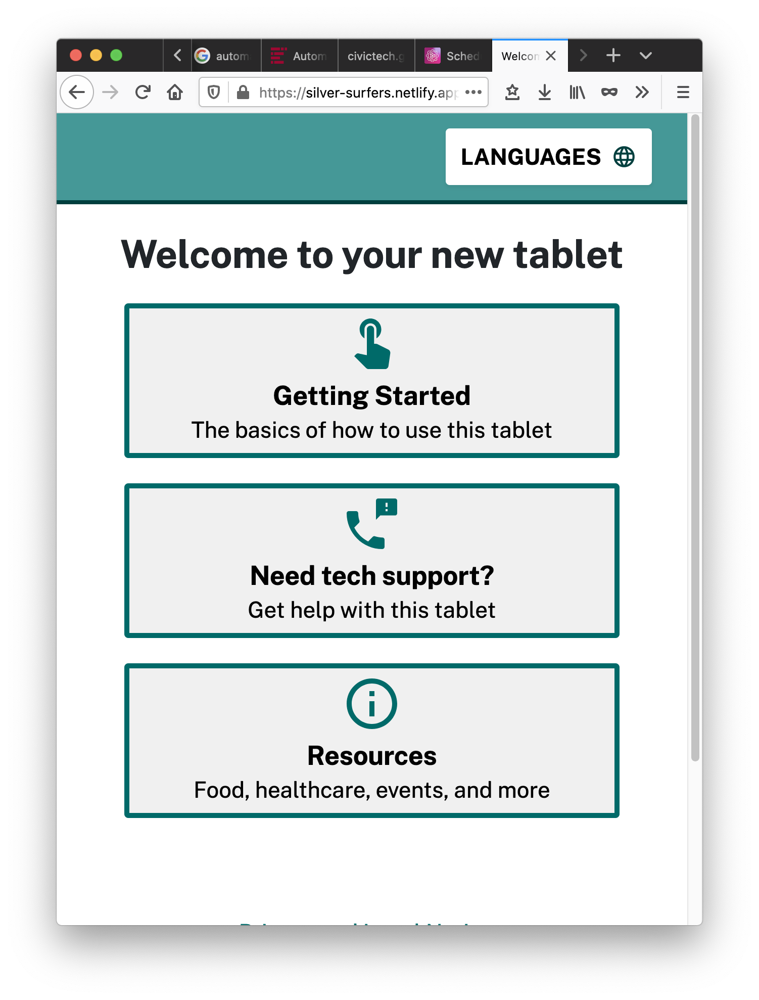 autom
Autom
civictech.g
Sched
Welcom
https://silver-surfers.netlify.app
LANGUAGES
Welcome to your new tablet
Getting Started
The basics of how to use this tablet
Need tech support?
Get help with this tablet
Resources
Food, healthcare, events, and more